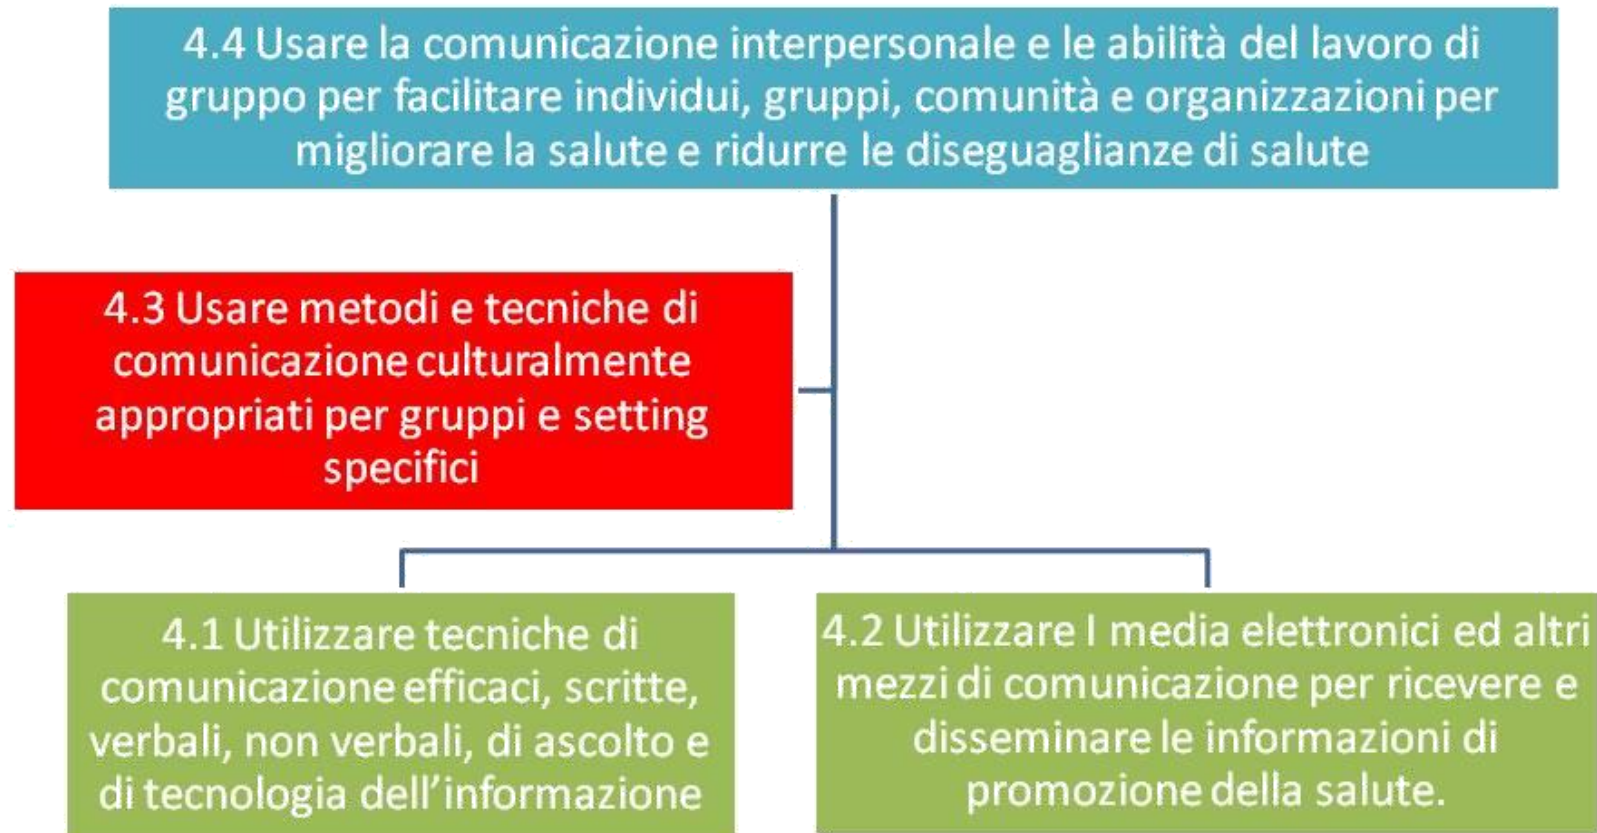 4.4 Usare la comunicazione interpersonale e le abilità del lavoro di
gruppo per facilitare individui, gruppi, comunità e organizzazioni per
migliorare la salute e ridurre le diseguaglianze di salute
4.3 Usare metodi e tecniche di
comunicazione culturalmente
appropriati per gruppi e setting
specifici
4.1 Utilizzare tecniche di
comunicazione efficaci, scritte,
verbali, non verbali, di ascolto e
di tecnologia dell'informazione
4.2 Utilizzare I media elettronici ed altri
mezzi di comunicazione per ricevere e
disseminare le informazioni di
promozione della salute.